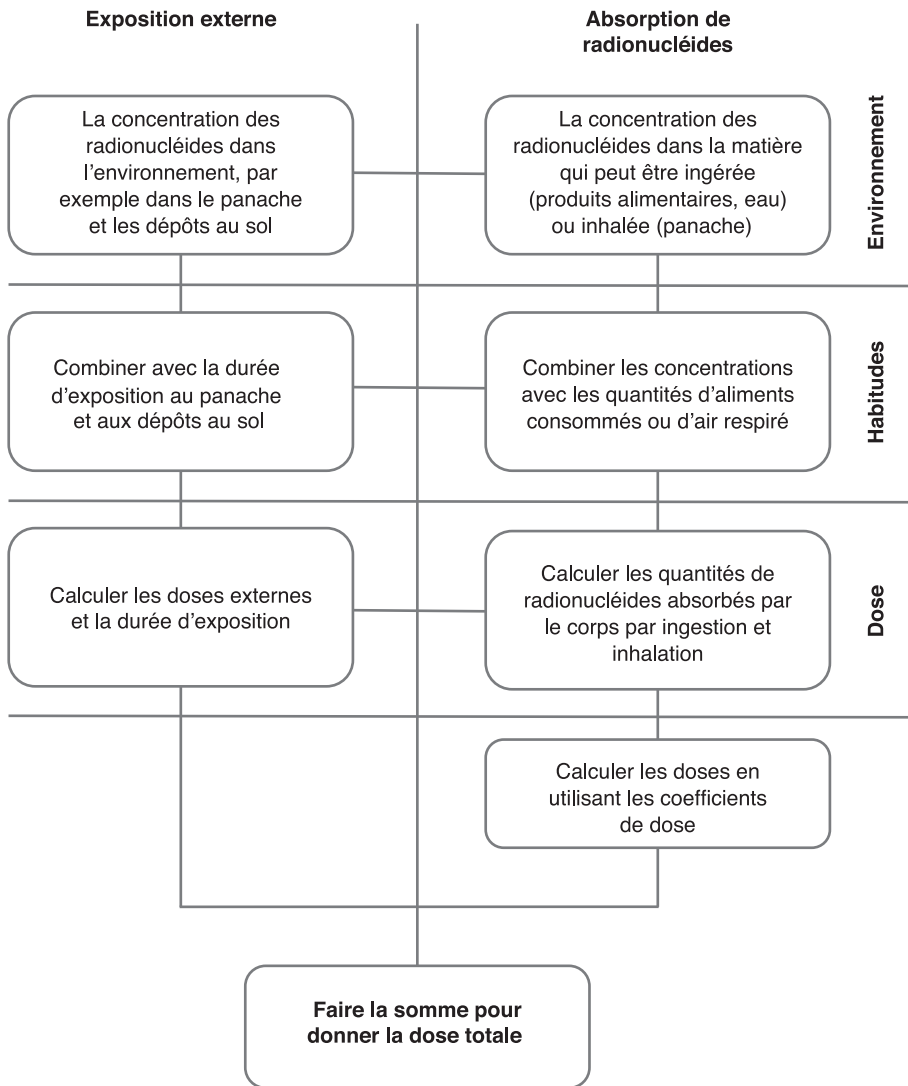 Exposition externe
Absorption de
radionucléides
La concentration des
radionucléides dans
l'environnement, par
exemple dans le panache
et les dépôts au sol
La concentration des
radionucléides dans la matière
qui peut être ingérée
(produits alimentaires, eau)
ou inhalée (panache)
Environnement
Combiner avec la durée
d'exposition au panache
et aux dépôts au sol
Combiner les concentrations
avec les quantités d'aliments
consommés ou d'air respiré
Habitudes
Calculer les doses externes
et la durée d'exposition
Calculer les quantités de
radionucléides absorbés par
le corps par ingestion et
inhalation
Dose
Calculer les doses en
utilisant les coefficients
de dose
Faire la somme pour
donner la dose totale